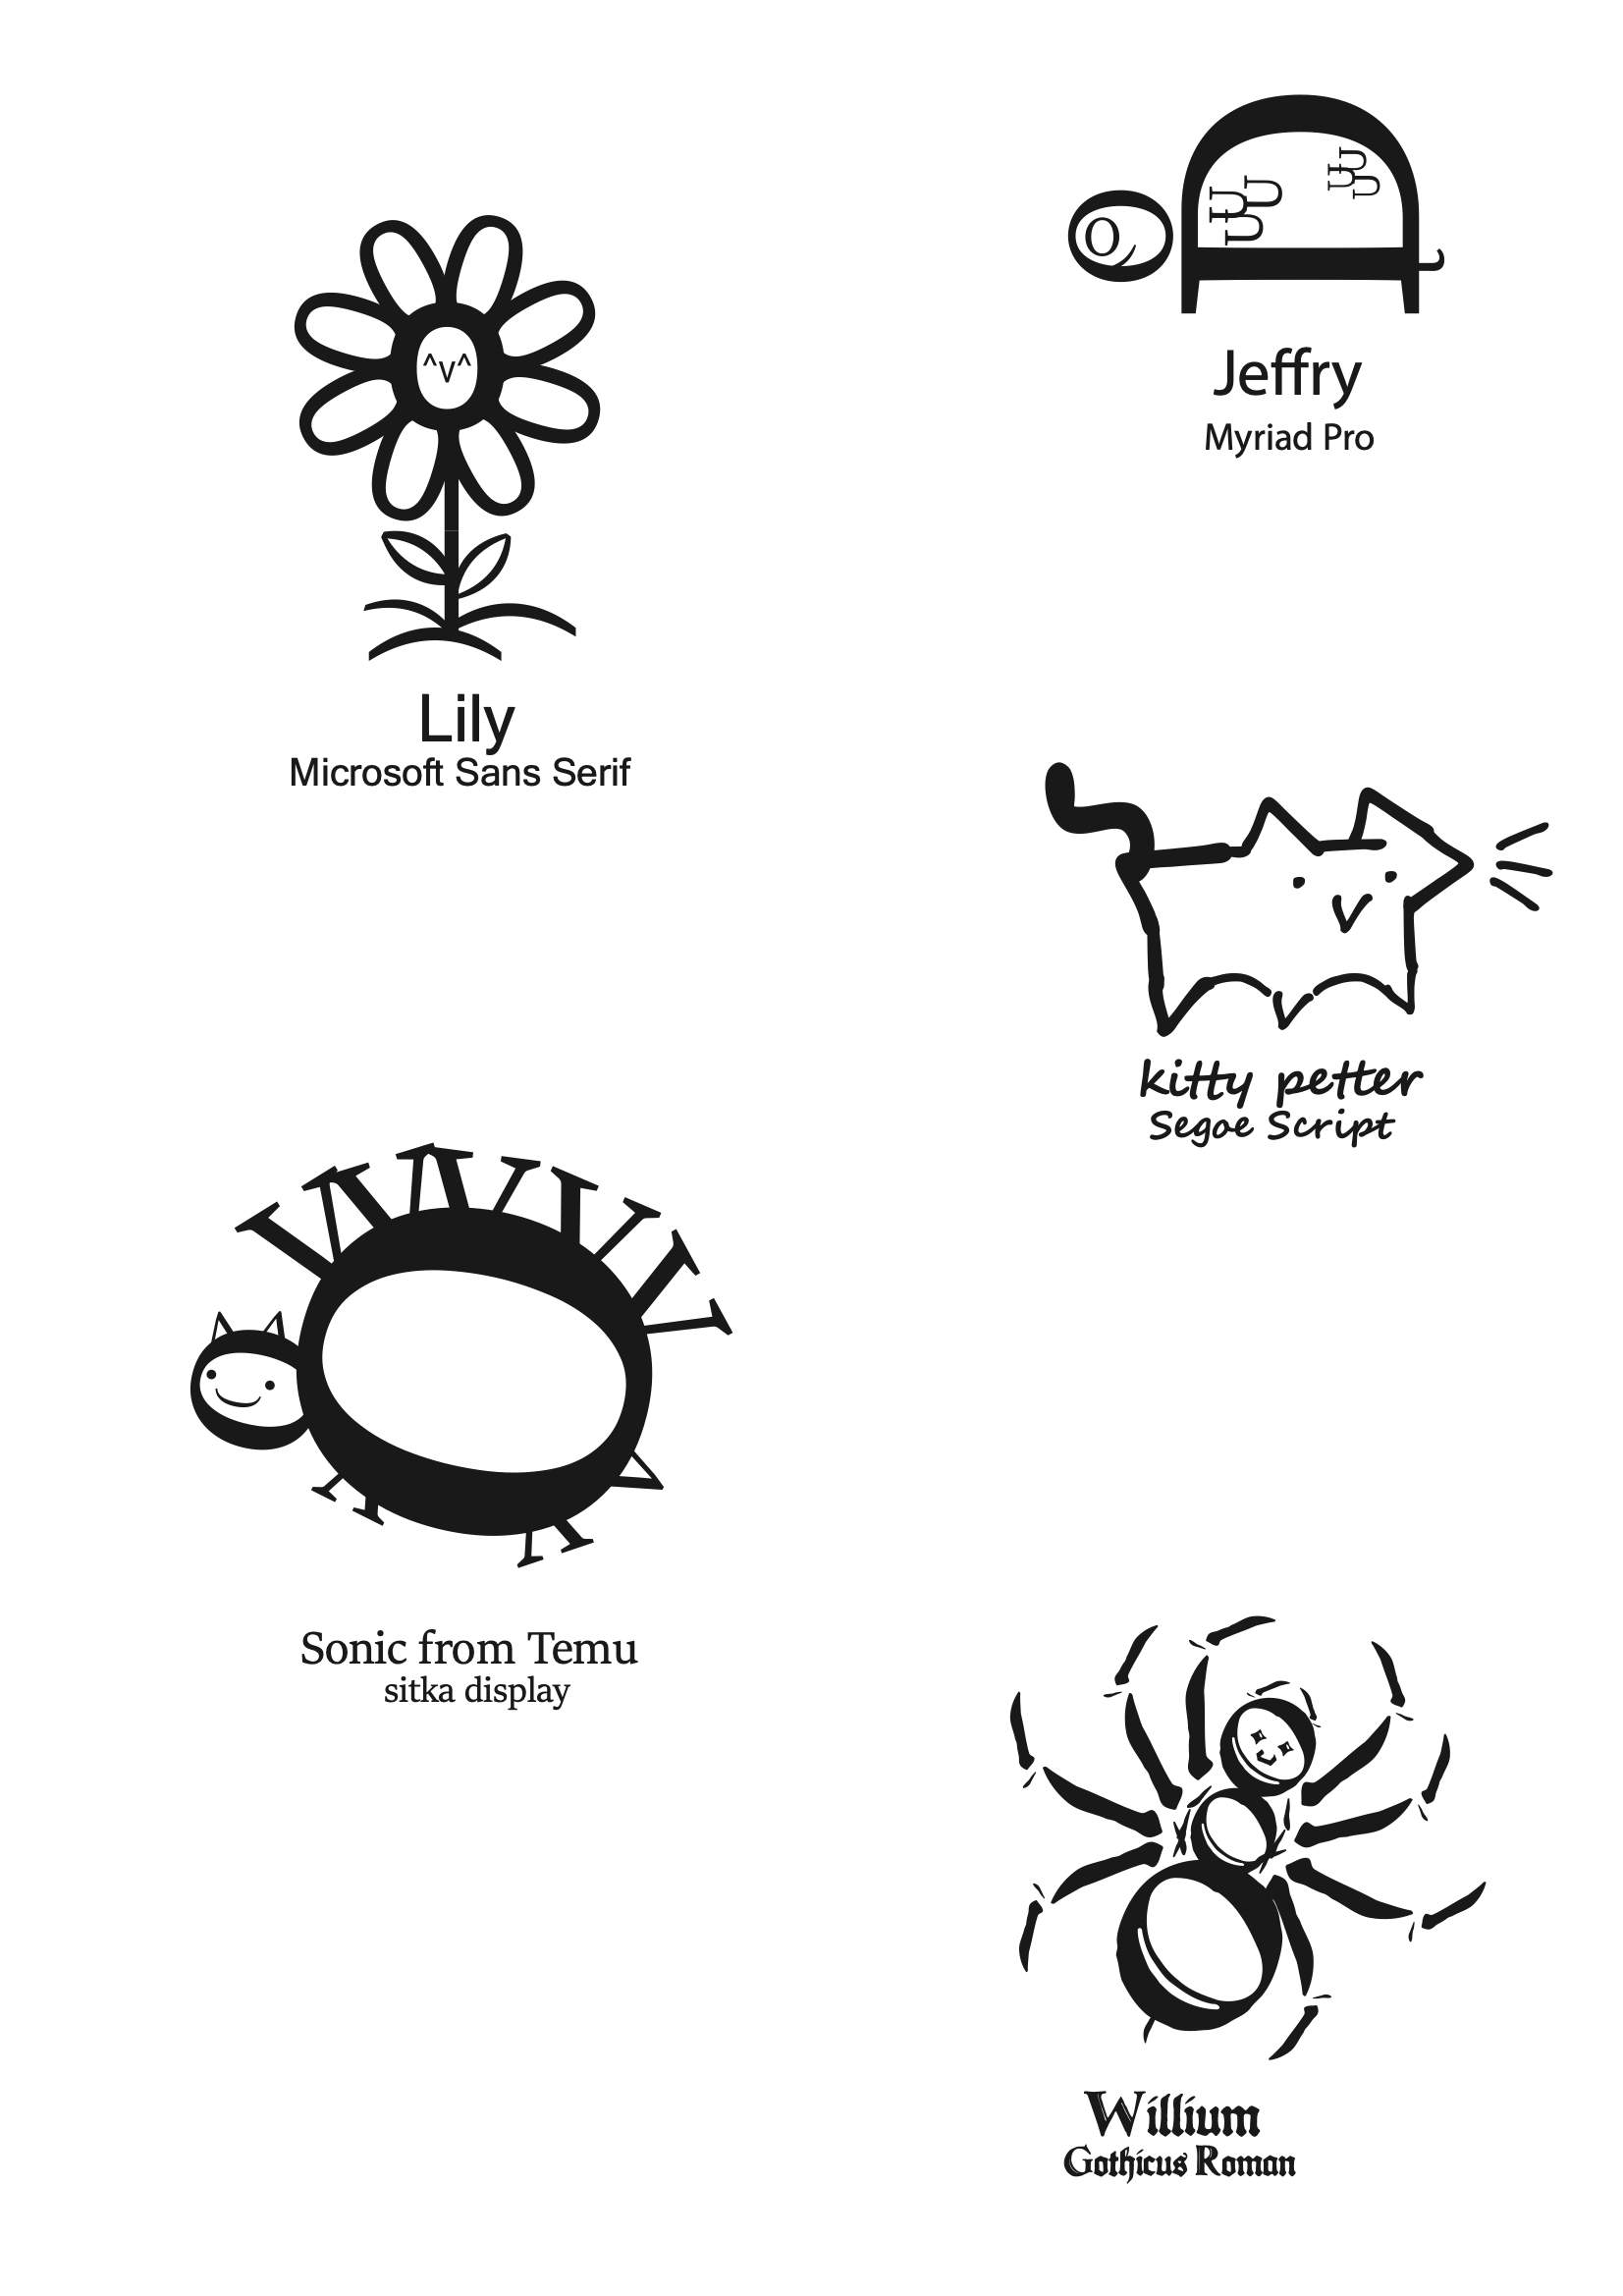 Jeffry
Myriad Pro
Lily
Microsoft Sans Serif
kitty petter
Segoe Script
Sonic from Temu
sitka display
Willium
Gothicus Roman